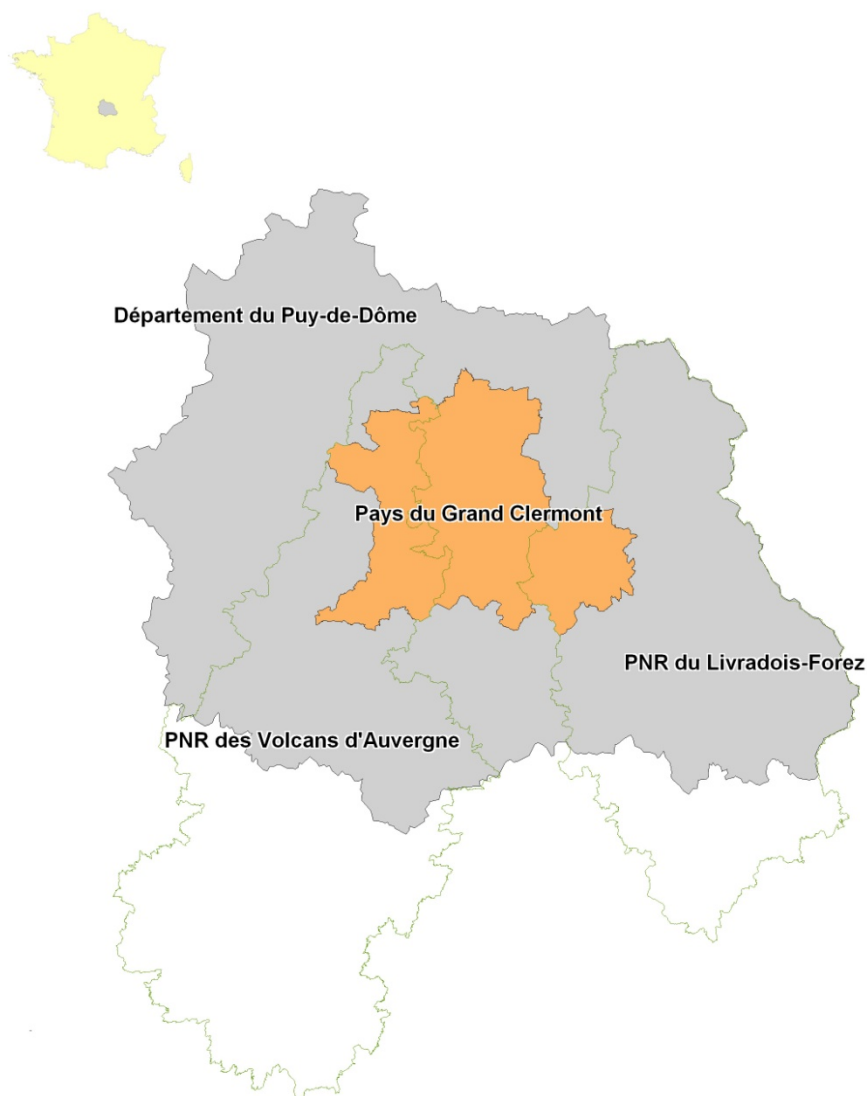 Département du Puy-de-Dôme
Pays du Grand Clermont
PNR du Livradois-Forez
PNR des Volcans d'Auvergne